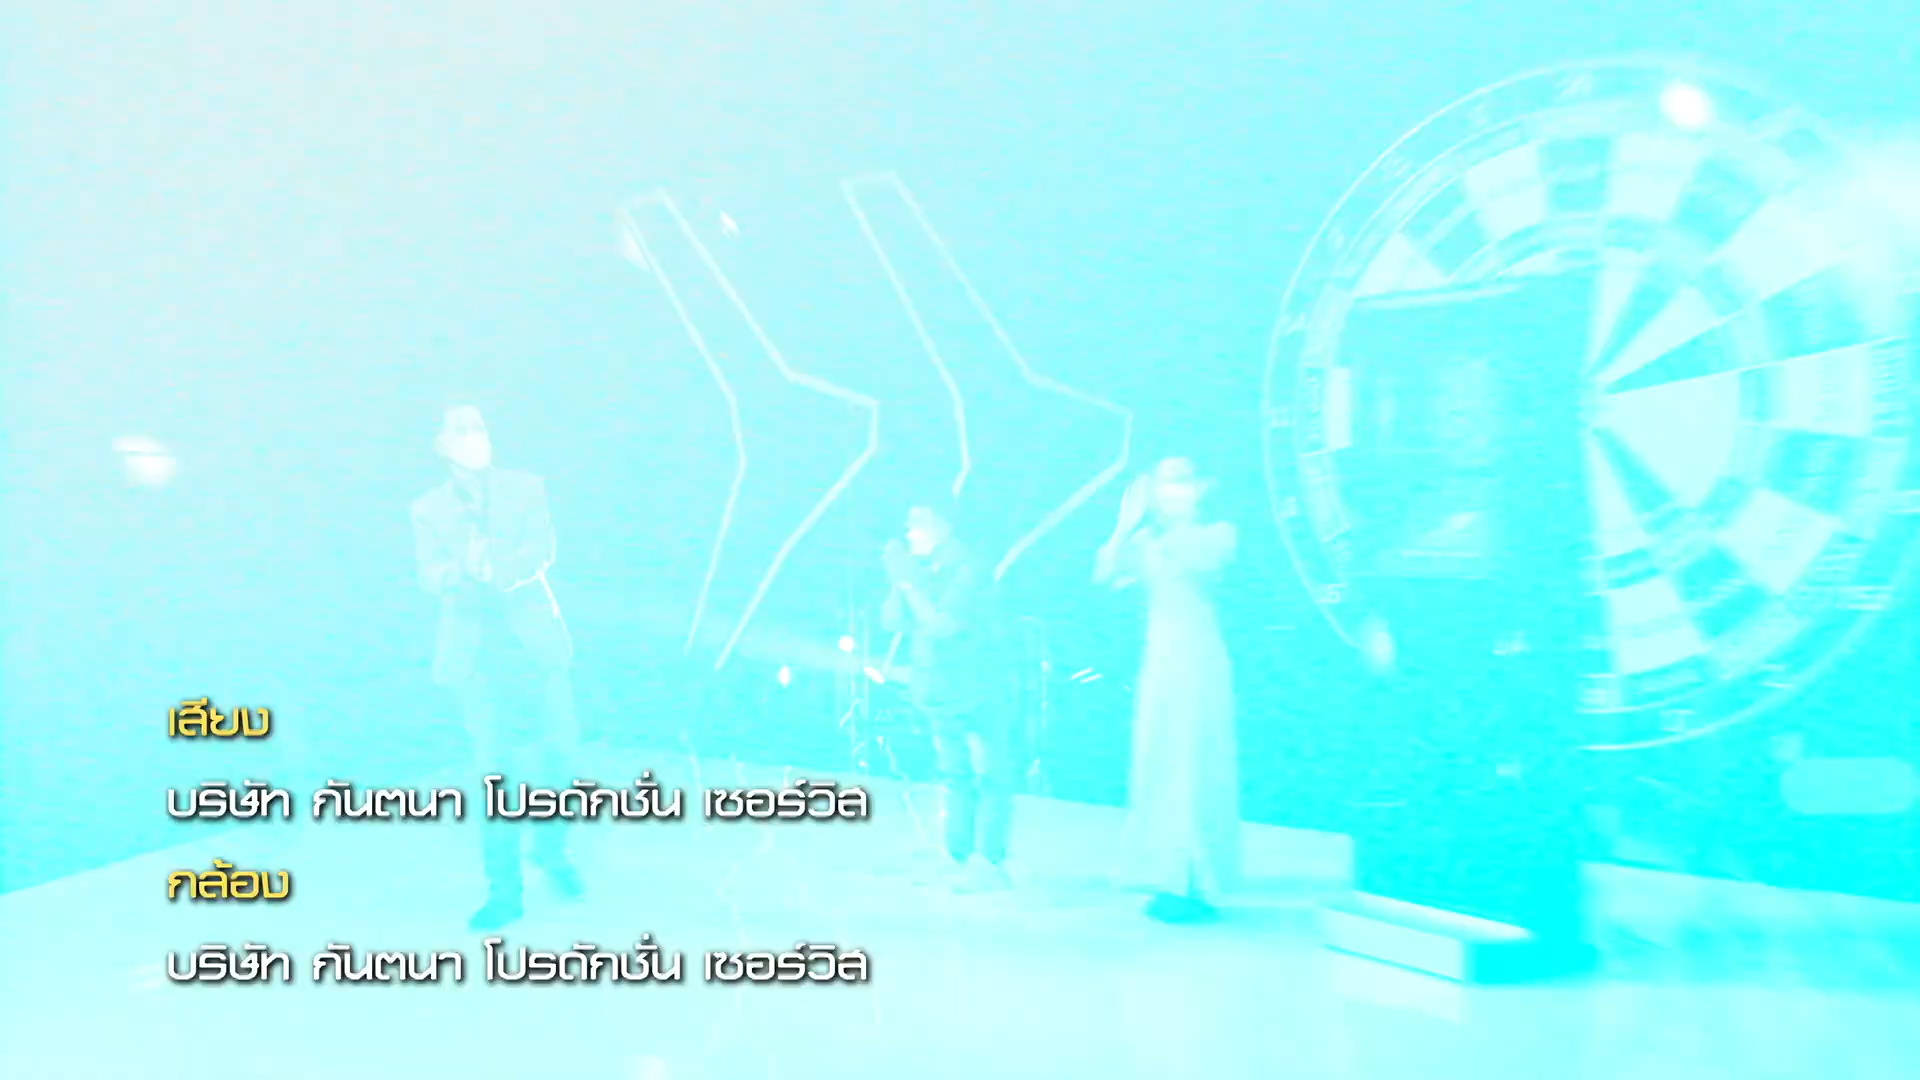 เสียง
บริษัท กันตนา โปรดักชั่น เซอร์วิส
กล้อง
บริษัท กันตนา โปรดักชั่น เซอร์วิส